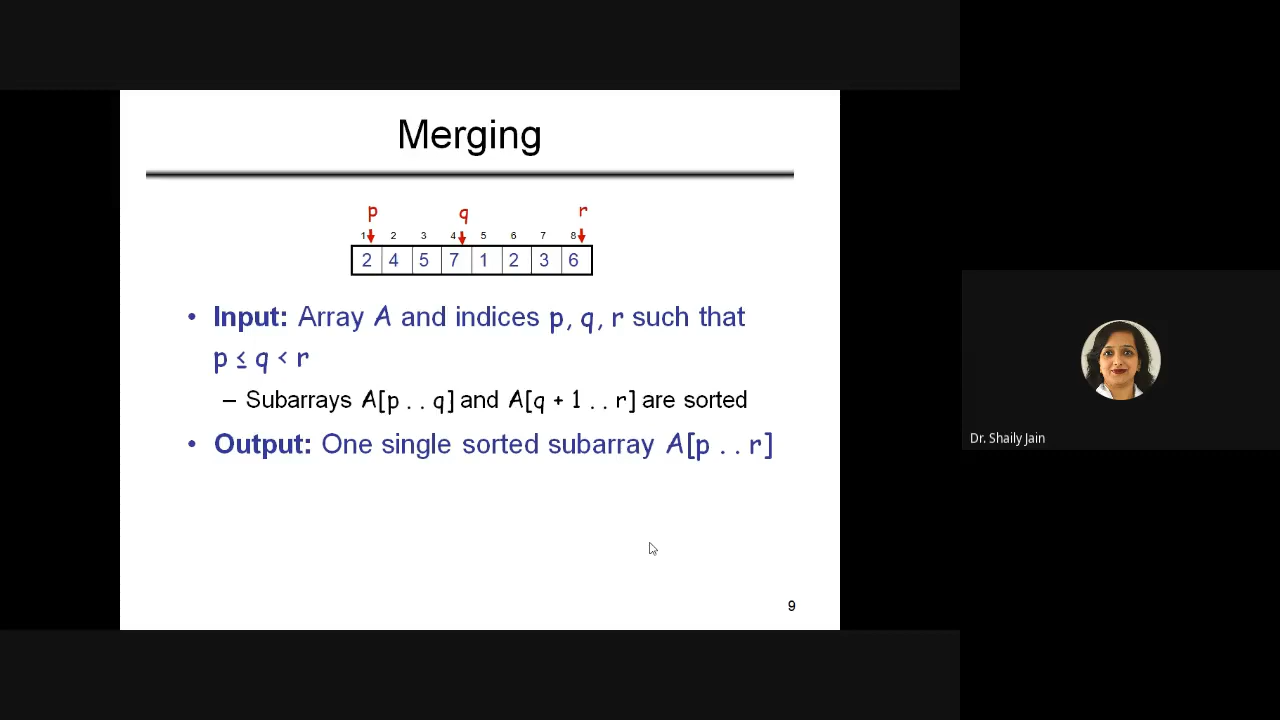 Merging
p q r
1 2 3 4 5 6 7 8
2 4 5 7 1 2 3 6
• Input: Array A and indices p, q, r such that
p ≤ q < r
– Subarrays A[p . . q] and A[q + 1 . . r] are sorted
• Output: One single sorted subarray A[p . . r]
9
Dr. Shaily Jain